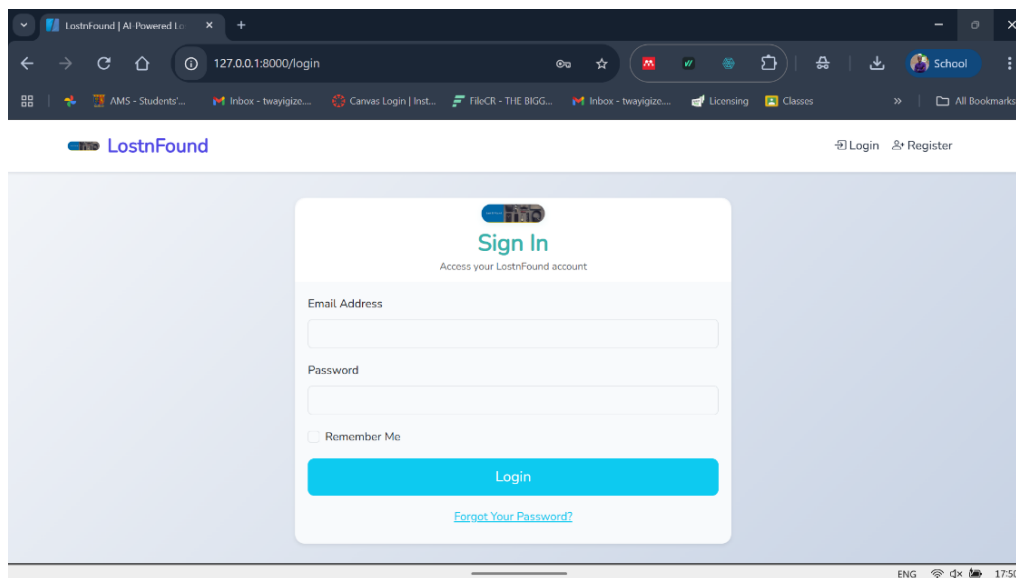 LostnFound | AI-Powered Lo
127.0.0.1:8000/login
School
AMS - Students'...
Inbox - twayigize....
Canvas Login | Inst...
FileCR - THE BIGG...
Inbox - twayigize....
Licensing
Classes
»
All Bookmarks
LostnFound
Login
Register
Sign In
Access your LostnFound account
Email Address
Password
Remember Me
Login
Forgot Your Password?
ENG
17:50